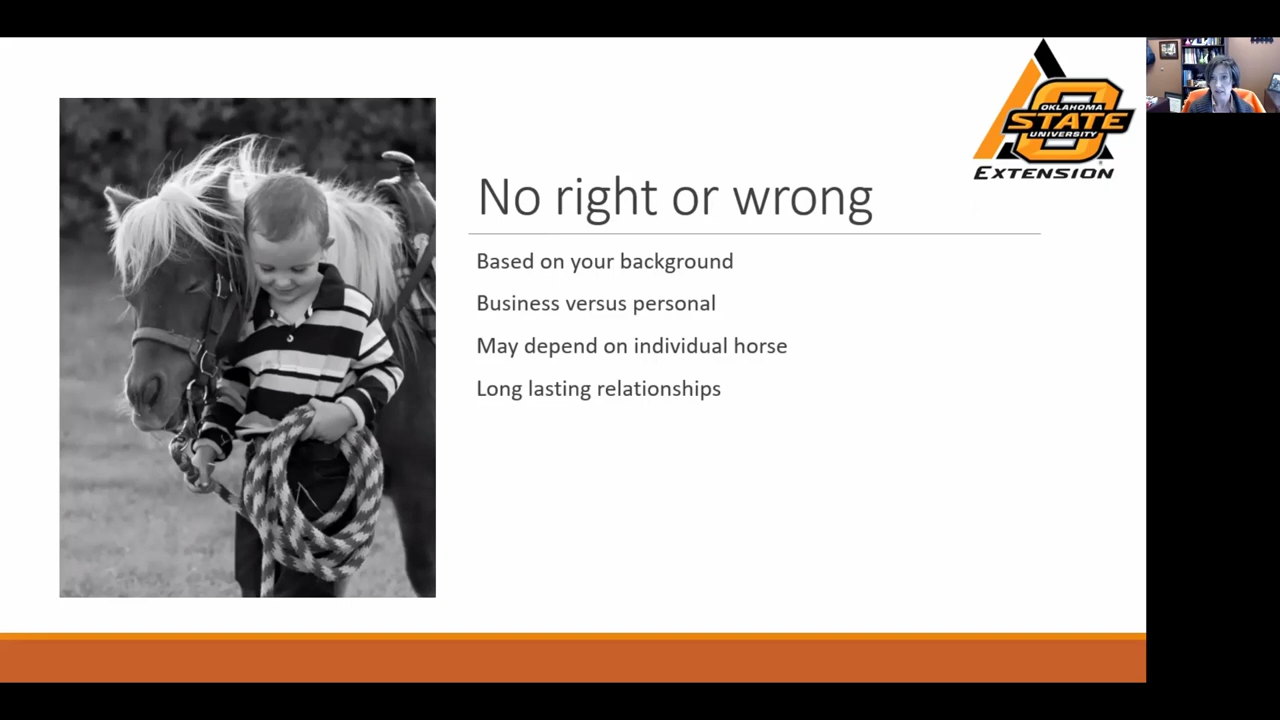 OKLAHOMA
STATE
UNIVERSITY
EXTENSION
No right or wrong
Based on your background
Business versus personal
May depend on individual horse
Long lasting relationships